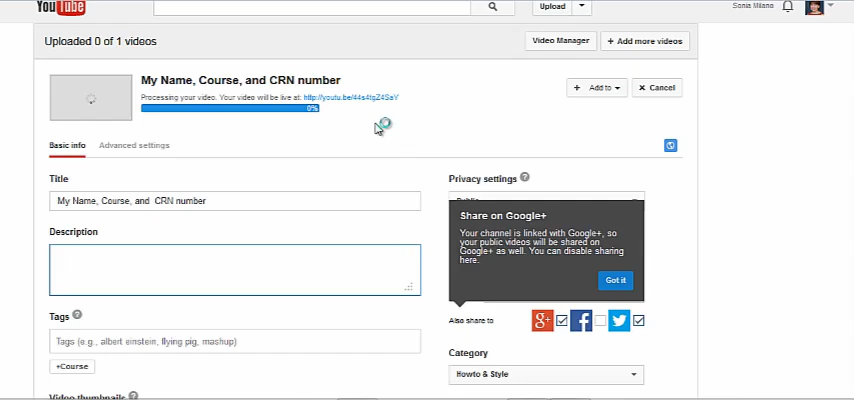 YouTube Upload Sonia Milano
Uploaded 0 of 1 videos Video Manager + Add more videos
My Name, Course, and CRN number
+ Add to × Cancel
Processing your video. Your video will be live at: http://youtu.be/44s4tgZ4SaY
0%
Basic info Advanced settings
Title
My Name, Course, and CRN number
Description
Tags ?
Tags (e.g., albert einstein, flying pig, mashup)
+Course
Video thumbnails ?
Privacy settings ?
Public
Share on Google+
Your channel is linked with Google+, so
your public videos will be shared on
Google+ as well. You can disable sharing
here.
Got it
Also share to g+ f
Category
Howto & Style